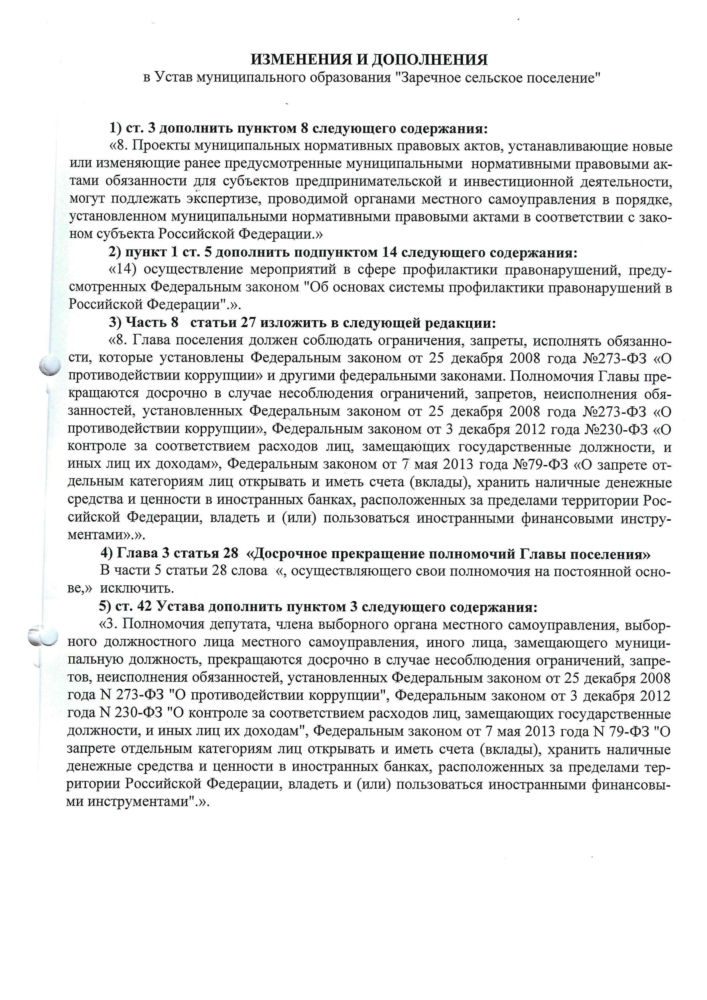 ИЗМЕНЕНИЯ И ДОПОЛНЕНИЯ
в Устав муниципального образования "Заречное сельское поселение"
1) ст. 3 дополнить пунктом 8 следующего содержания:
«8. Проекты муниципальных нормативных правовых актов, устанавливающие новые
или изменяющие ранее предусмотренные муниципальными нормативными правовыми ак-
тами обязанности для субъектов предпринимательской и инвестиционной деятельности,
могут подлежать экспертизе, проводимой органами местного самоуправления в порядке,
установленном муниципальными нормативными правовыми актами в соответствии с зако-
ном субъекта Российской Федерации.»
2) пункт 1 ст. 5 дополнить подпунктом 14 следующего содержания:
«14) осуществление мероприятий в сфере профилактики правонарушений, преду-
смотренных Федеральным законом "Об основах системы профилактики правонарушений в
Российской Федерации".».
3) Часть 8 статьи 27 изложить в следующей редакции:
«8. Глава поселения должен соблюдать ограничения, запреты, исполнять обязанно-
сти, которые установлены Федеральным законом от 25 декабря 2008 года №273-ФЗ «О
противодействии коррупции» и другими федеральными законами. Полномочия Главы пре-
кращаются досрочно в случае несоблюдения ограничений, запретов, неисполнения обя-
занностей, установленных Федеральным законом от 25 декабря 2008 года №273-ФЗ «О
противодействии коррупции», Федеральным законом от 3 декабря 2012 года №230-ФЗ «О
контроле за соответствием расходов лиц, замещающих государственные должности, и
иных лиц их доходам», Федеральным законом от 7 мая 2013 года №79-ФЗ «О запрете от-
дельным категориям лиц открывать и иметь счета (вклады), хранить наличные денежные
средства и ценности в иностранных банках, расположенных за пределами территории Рос-
сийской Федерации, владеть и (или) пользоваться иностранными финансовыми инстру-
ментами».».
4) Глава 3 статья 28 «Досрочное прекращение полномочий Главы поселения»
В части 5 статьи 28 слова «, осуществляющего свои полномочия на постоянной осно-
ве,» исключить.
5) ст. 42 Устава дополнить пунктом 3 следующего содержания:
«3. Полномочия депутата, члена выборного органа местного самоуправления, выбор-
ного должностного лица местного самоуправления, иного лица, замещающего муници-
пальную должность, прекращаются досрочно в случае несоблюдения ограничений, запре-
тов, неисполнения обязанностей, установленных Федеральным законом от 25 декабря 2008
года N 273-ФЗ "О противодействии коррупции", Федеральным законом от 3 декабря 2012
года N 230-ФЗ "О контроле за соответствием расходов лиц, замещающих государственные
должности, и иных лиц их доходам", Федеральным законом от 7 мая 2013 года N 79-ФЗ "О
запрете отдельным категориям лиц открывать и иметь счета (вклады), хранить наличные
денежные средства и ценности в иностранных банках, расположенных за пределами тер-
ритории Российской Федерации, владеть и (или) пользоваться иностранными финансовы-
ми инструментами".».